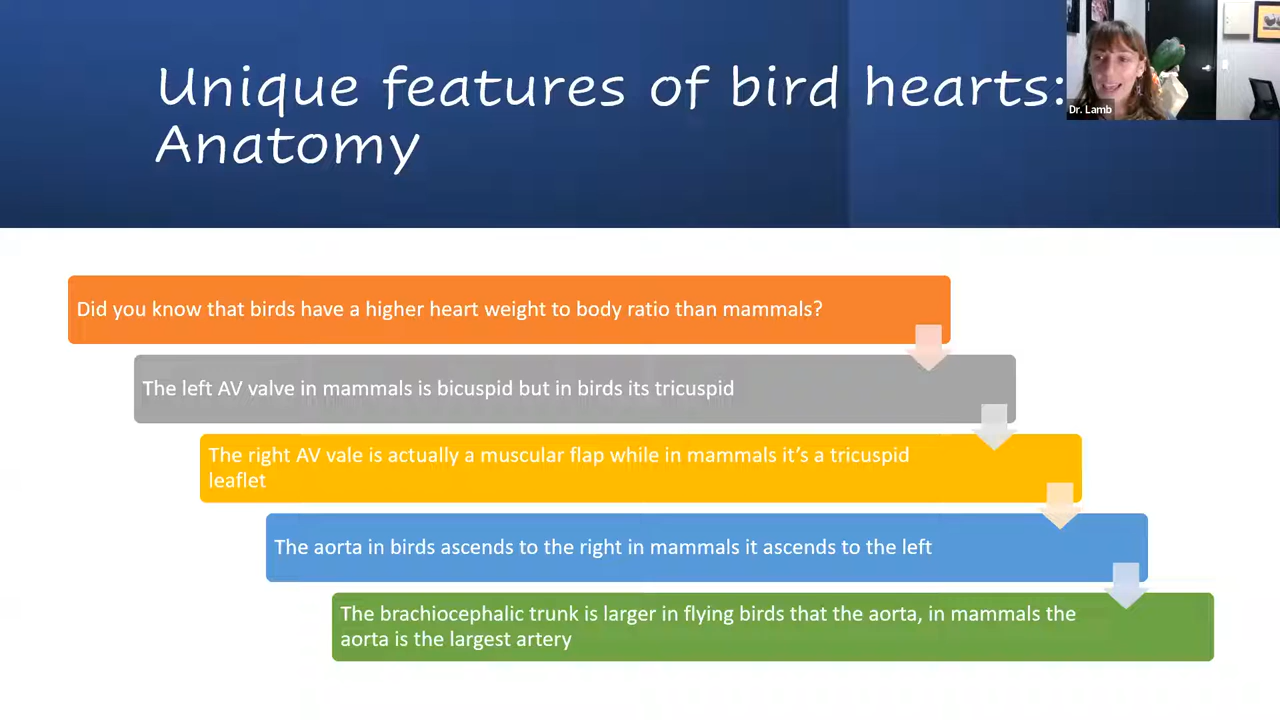 Unique features of bird hearts:
Anatomy
Dr. Lamb
Did you know that birds have a higher heart weight to body ratio than mammals?
The left AV valve in mammals is bicuspid but in birds its tricuspid
The right AV vale is actually a muscular flap while in mammals it’s a tricuspid
leaflet
The aorta in birds ascends to the right in mammals it ascends to the left
The brachiocephalic trunk is larger in flying birds that the aorta, in mammals the
aorta is the largest artery